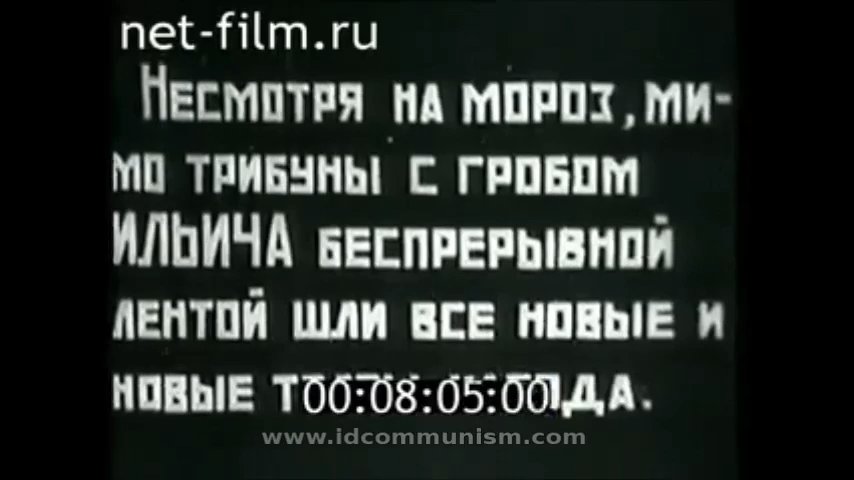 net-film.ru
Несмотря на мороз, ми-
мо трибуны с гробом
ИЛЬИЧА беспрерывной
лентой шли все новые и
новые
00:08:05:00
www.idcommunism.com